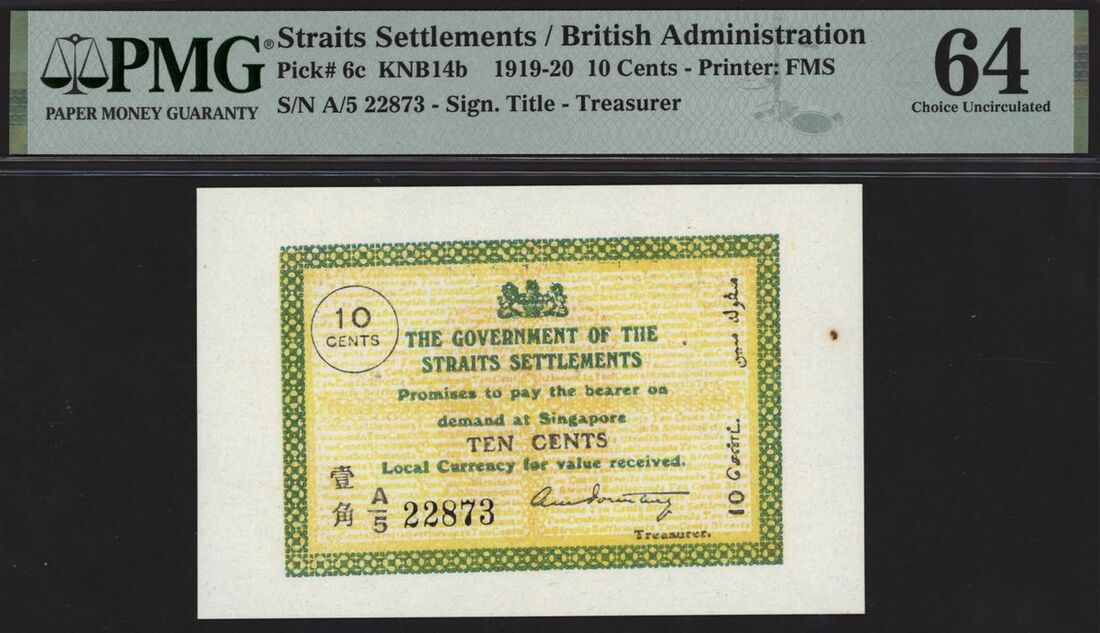 PMG®
PAPER MONEY GUARANTY
Straits Settlements / British Administration
Pick# 6c KNB14b 1919-20 10 Cents - Printer: FMS
S/N A/5 22873 - Sign. Title - Treasurer
64
Choice Uncirculated
10
CENTS
THE GOVERNMENT OF THE
STRAITS SETTLEMENTS
Promises to pay the bearer on
demand at Singapore
TEN CENTS
Local Currency for value received.
壹
角
A/5 22873
Treasurer.
10